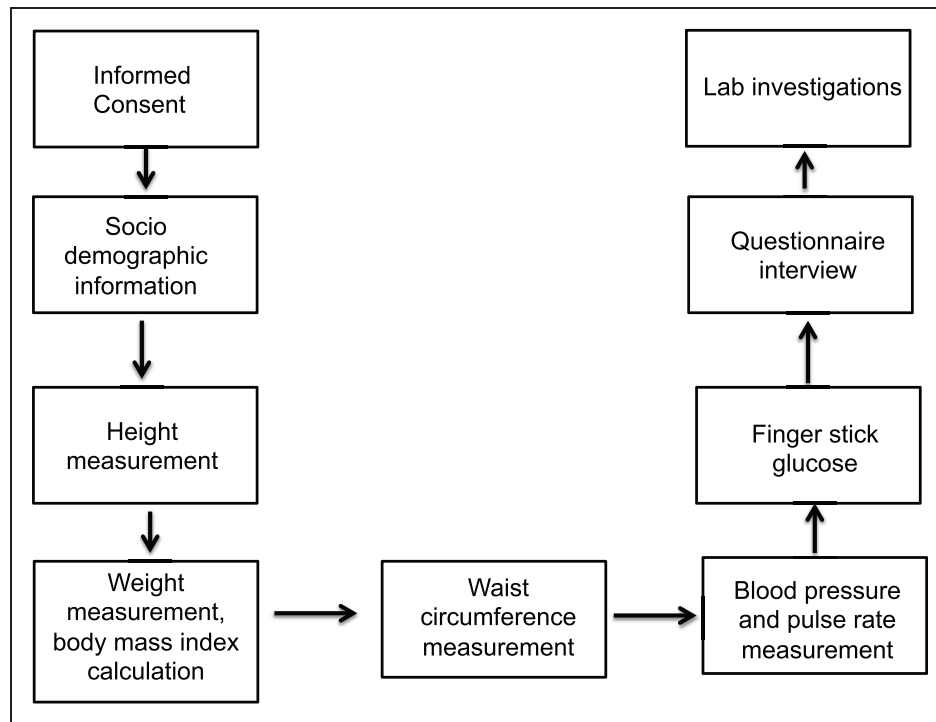 Informed
Consent
Socio
demographic
information
Height
measurement
Weight
measurement,
body mass index
calculation
Waist
circumference
measurement
Blood pressure
and pulse rate
measurement
Finger stick
glucose
Questionnaire
interview
Lab investigations